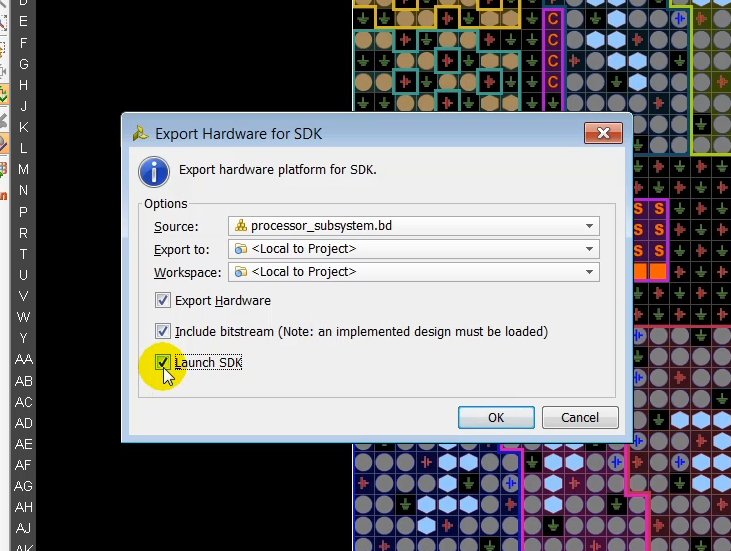 D
E
F
G
H
J
K
L
M
N
P
R
T
U
V
W
Y
AA
AB
AC
AD
AE
AF
AG
AH
AJ
AK
C
C
C
C
Export Hardware for SDK
Export hardware platform for SDK.
Options
Source: processor_subsystem.bd
Export to: <Local to Project>
Workspace: <Local to Project>
Export Hardware
Include bitstream (Note: an implemented design must be loaded)
Launch SDK
OK Cancel
S S
S S
S S